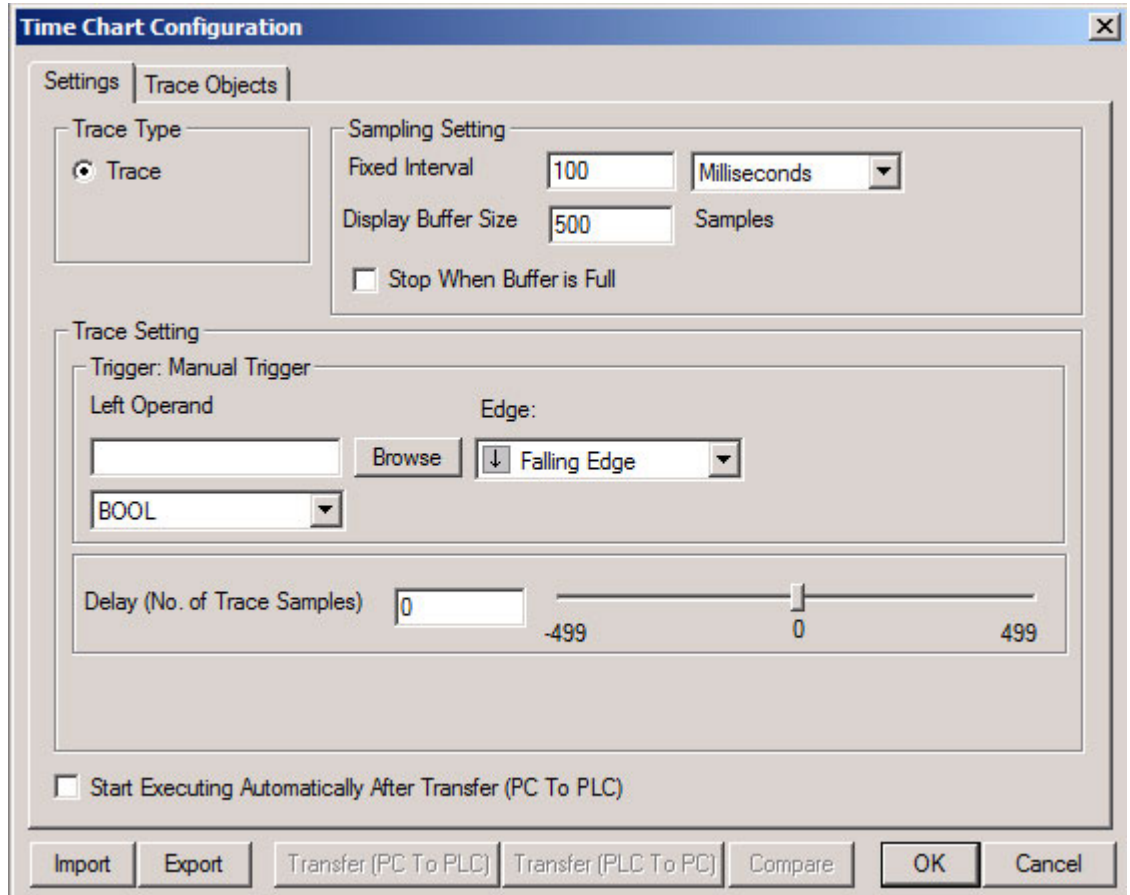 Time Chart Configuration
Settings Trace Objects
Trace Type
Trace
Sampling Setting
Fixed Interval 100 Milliseconds
Display Buffer Size 500 Samples
Stop When Buffer is Full
Trace Setting
Trigger: Manual Trigger
Left Operand Edge:
Browse Falling Edge
BOOL
Delay (No. of Trace Samples) 0
-499 0 499
Start Executing Automatically After Transfer (PC To PLC)
Import Export Transfer (PC To PLC) Transfer (PLC To PC) Compare OK Cancel